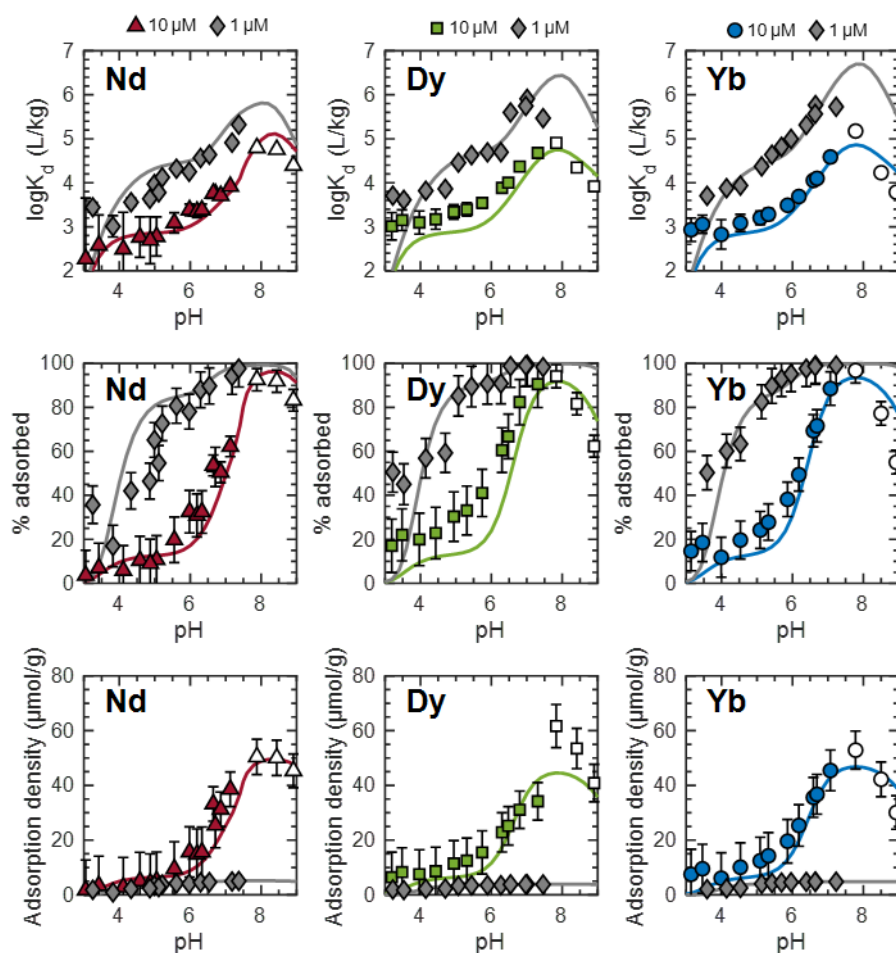 10 µM 1 µM 10 µM 1 µM 10 µM 1 µM
Nd Dy Yb
logKd (L/kg) logKd (L/kg) logKd (L/kg)
7 7 7
6 6 6
5 5 5
4 4 4
3 3 3
2 2 2
4 6 8 4 6 8 4 6 8
pH pH pH
Nd Dy Yb
% adsorbed % adsorbed % adsorbed
100 100 100
80 80 80
60 60 60
40 40 40
20 20 20
0 0 0
4 6 8 4 6 8 4 6 8
pH pH pH
Nd Dy Yb
Adsorption density (µmol/g) Adsorption density (µmol/g) Adsorption density (µmol/g)
80 80 80
60 60 60
40 40 40
20 20 20
0 0 0
4 6 8 4 6 8 4 6 8
pH pH pH